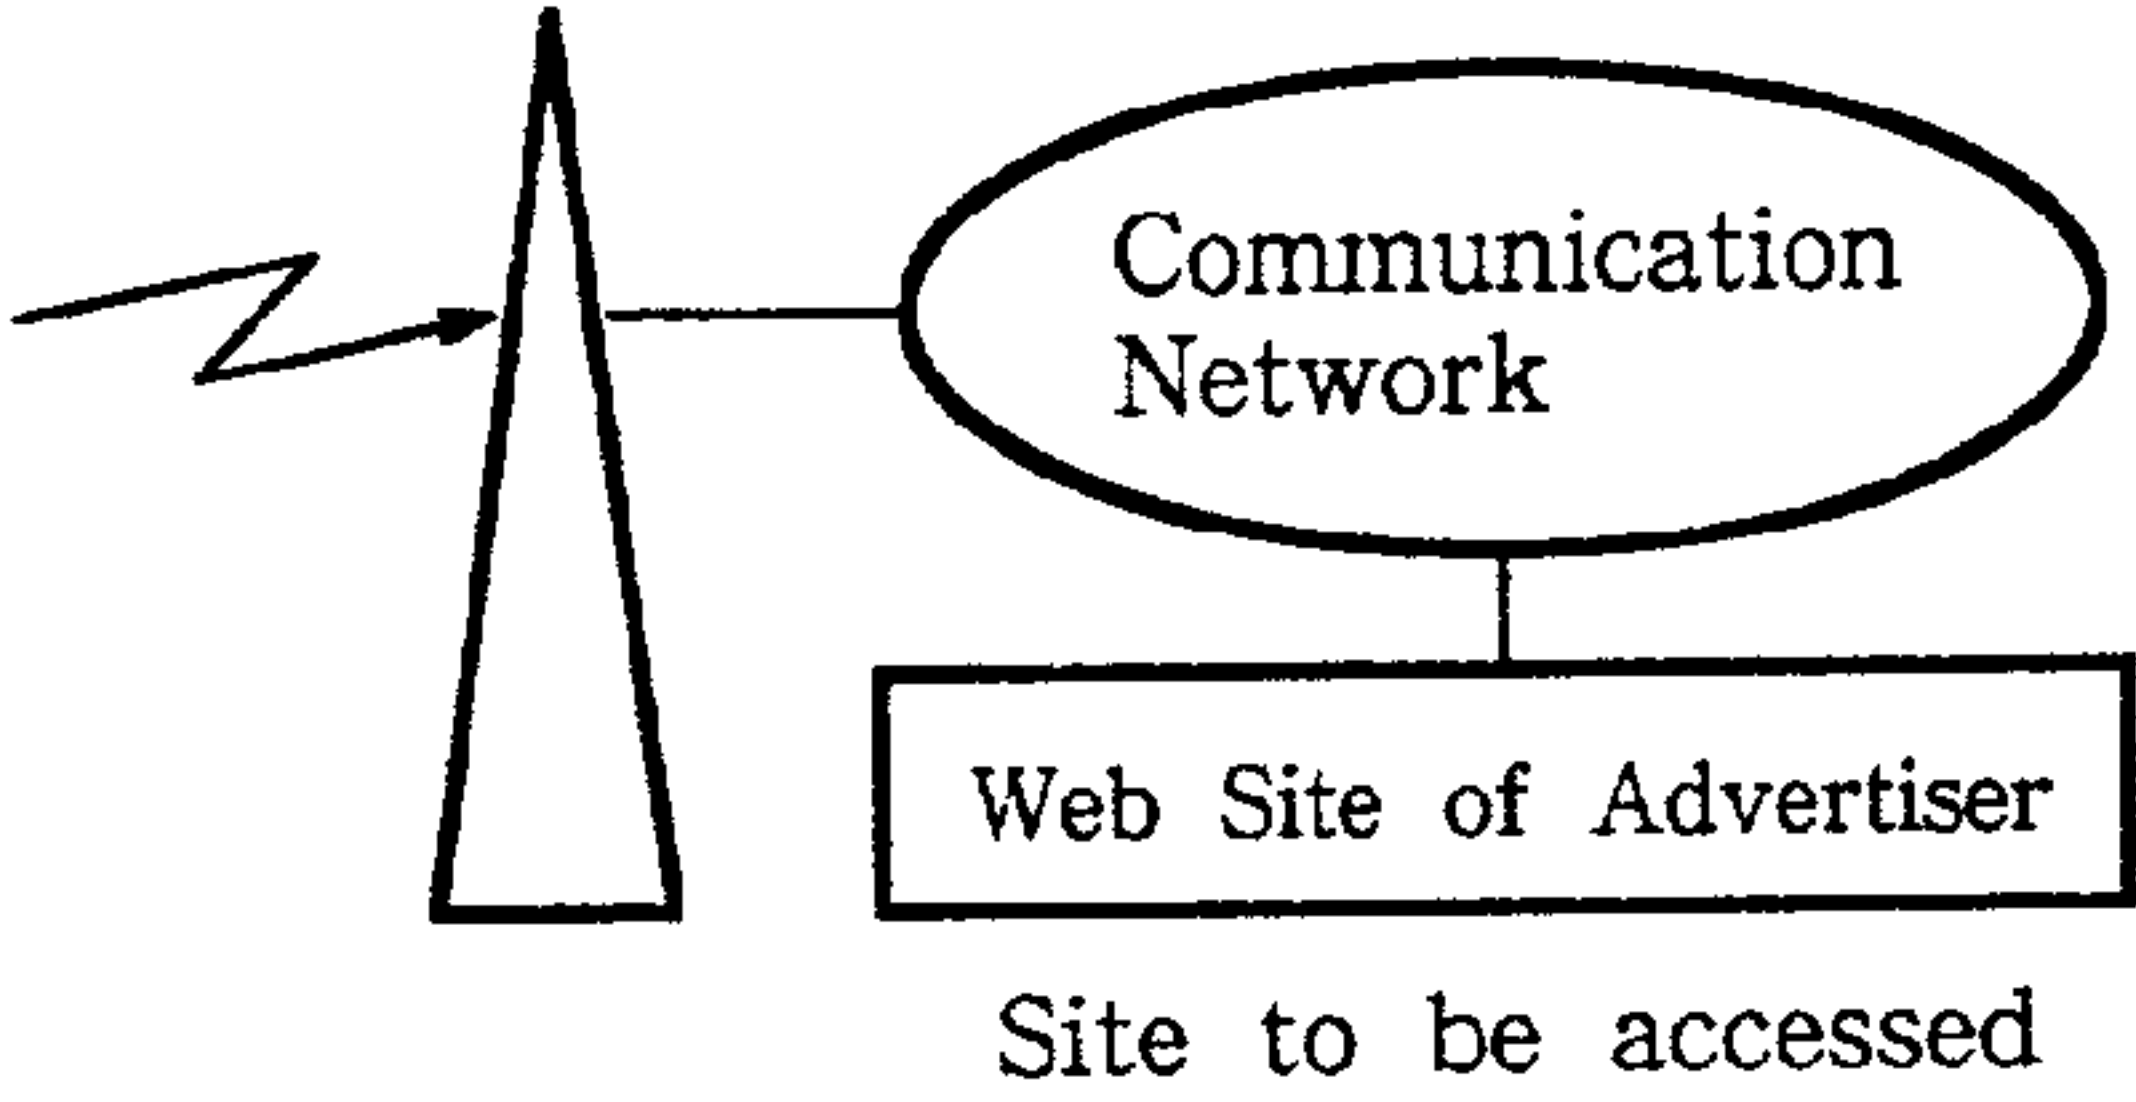 Communication
Network
Web Site of Advertiser
Site to be accessed